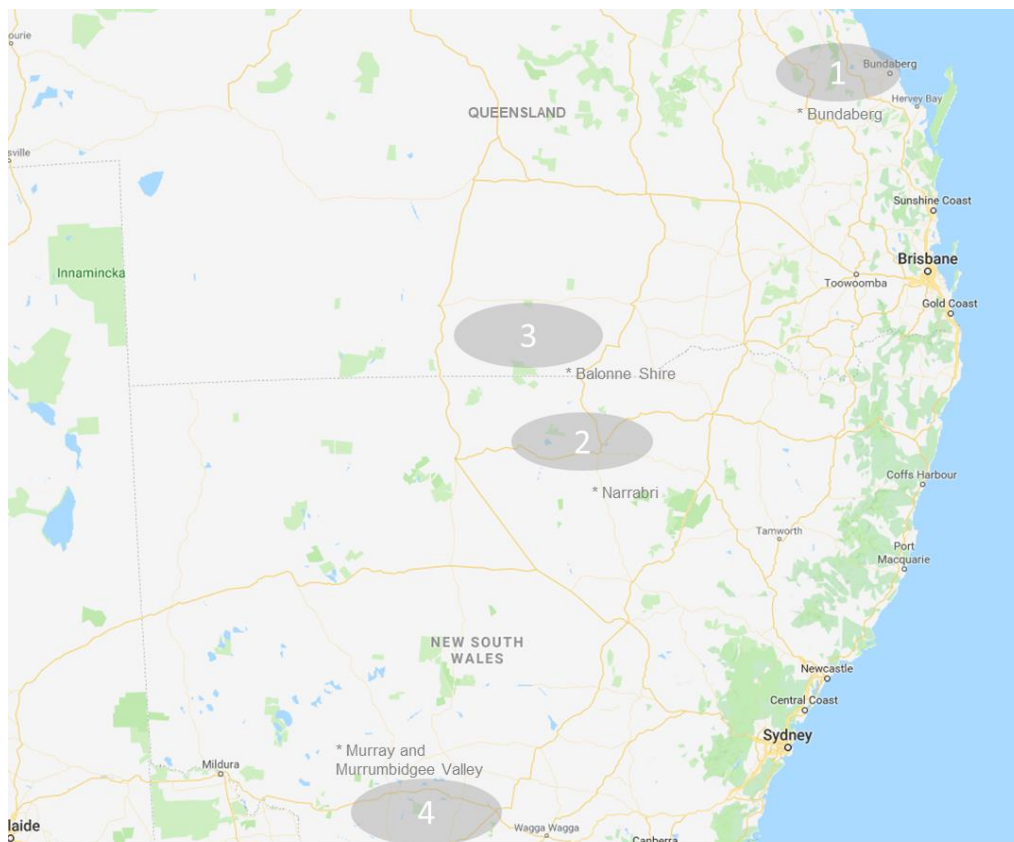 ourie
1
Bundaberg
Hervey Bay
* Bundaberg
QUEENSLAND
sville
Sunshine Coast
Innamincka
Brisbane
Toowoomba
Gold Coast
3
* Balonne Shire
2
Coffs Harbour
* Narrabri
Tamworth
Port
Macquarie
NEW SOUTH
WALES
Newcastle
Central Coast
Sydney
* Murray and
Murrumbidgee Valley
Mildura
4
laide
Wagga Wagga
Canberra